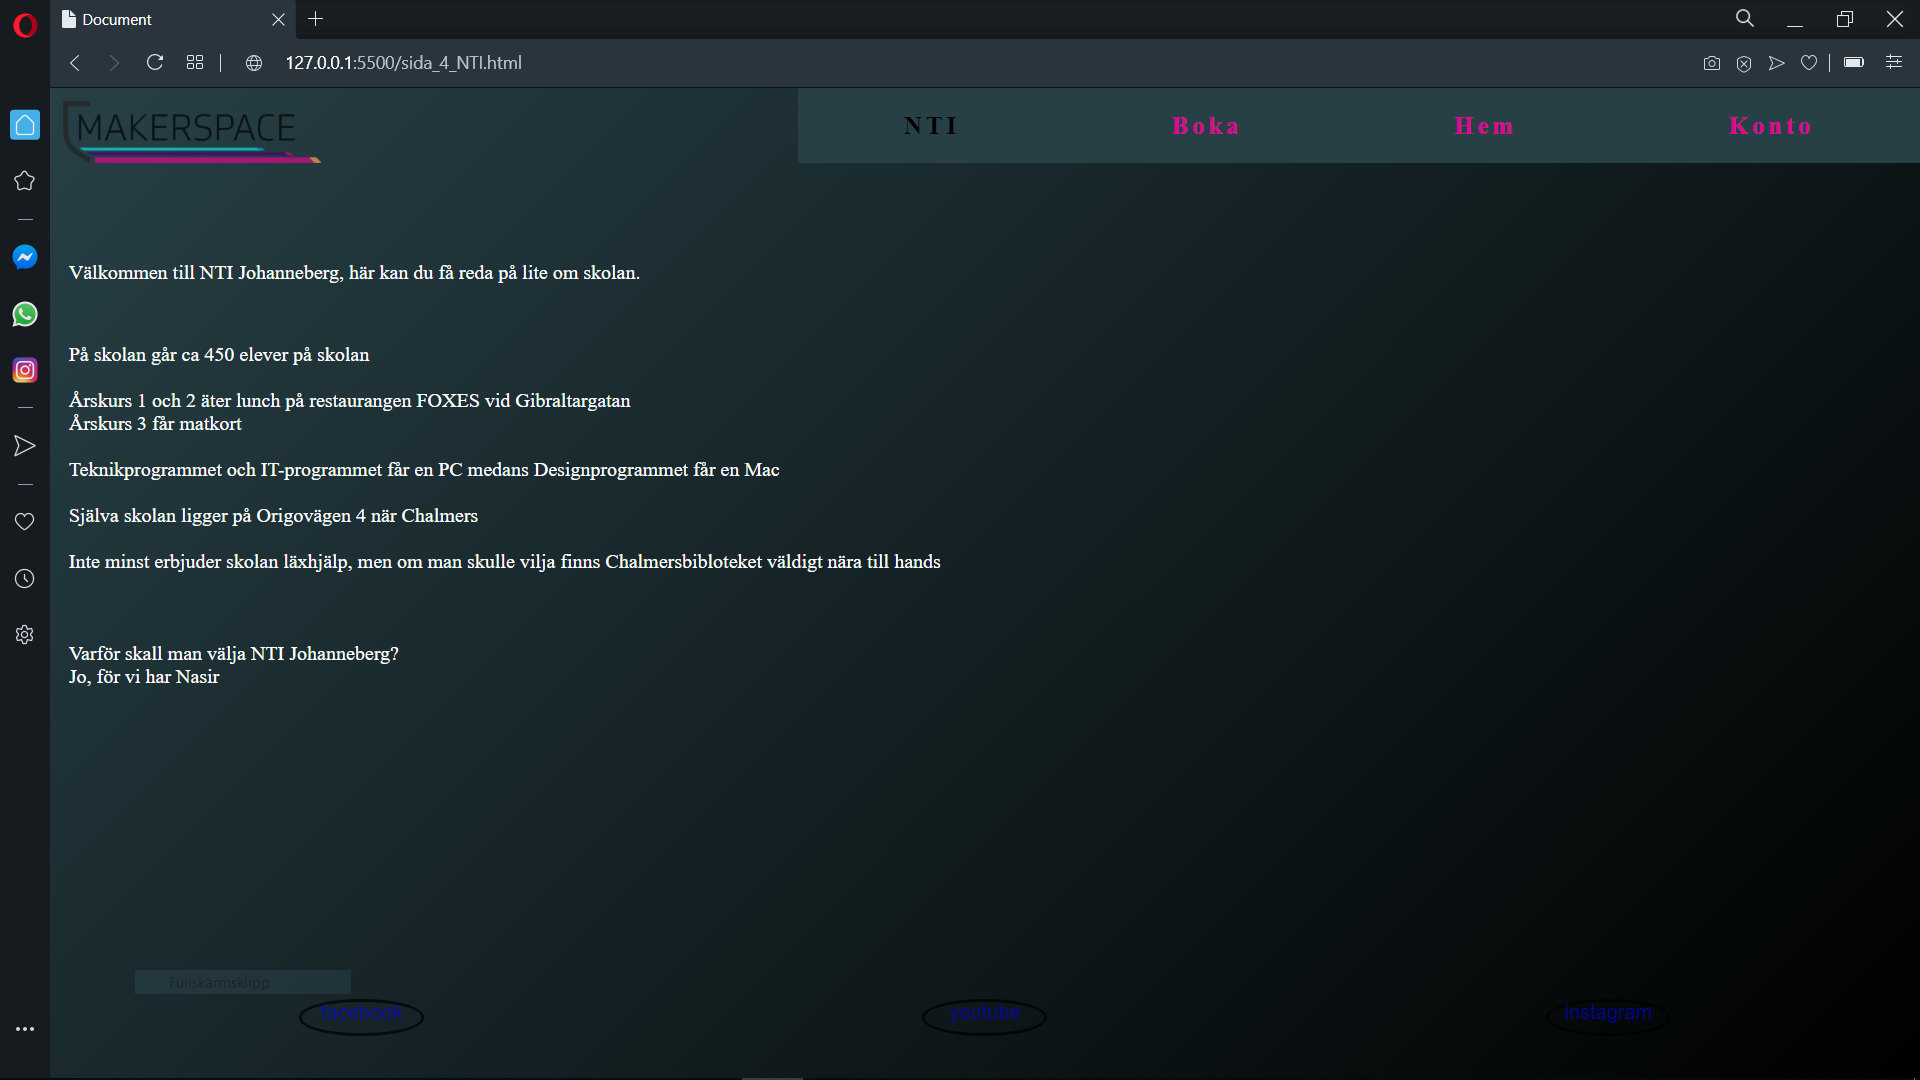 Document
127.0.0.1:5500/sida_4_NTI.html
MAKERSPACE
NTI Boka Hem Konto
Välkommen till NTI Johanneberg, här kan du få reda på lite om skolan.
På skolan går ca 450 elever på skolan
Årskurs 1 och 2 äter lunch på restaurangen FOXES vid Gibraltargatan
Årskurs 3 får matkort
Teknikprogrammet och IT-programmet får en PC medans Designprogrammet får en Mac
Själva skolan ligger på Origovägen 4 när Chalmers
Inte minst erbjuder skolan läxhjälp, men om man skulle vilja finns Chalmersbibloteket väldigt nära till hands
Varför skall man välja NTI Johanneberg?
Jo, för vi har Nasir
Fullskärmsklipp
facebook youtube instagram